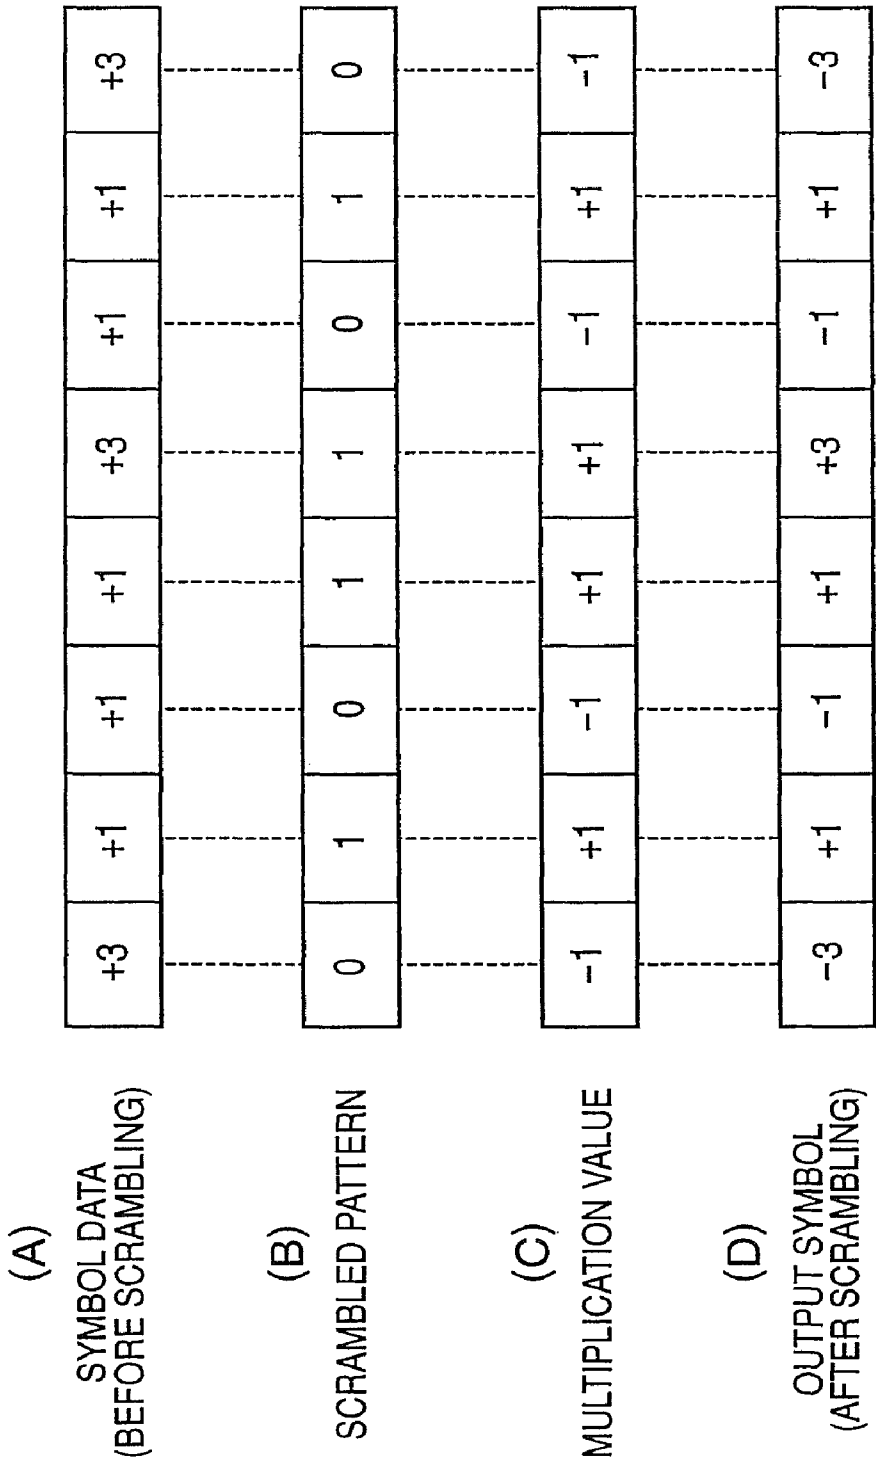 (A)
SYMBOL DATA
(BEFORE SCRAMBLING)
+3 +1 +1 +1 +3 +1 +1 +3
(B)
SCRAMBLED PATTERN
0 1 0 1 1 0 1 0
(C)
MULTIPLICATION VALUE
−1 +1 −1 +1 +1 −1 +1 −1
(D)
OUTPUT SYMBOL
(AFTER SCRAMBLING)
−3 +1 −1 +1 +3 −1 +1 −3